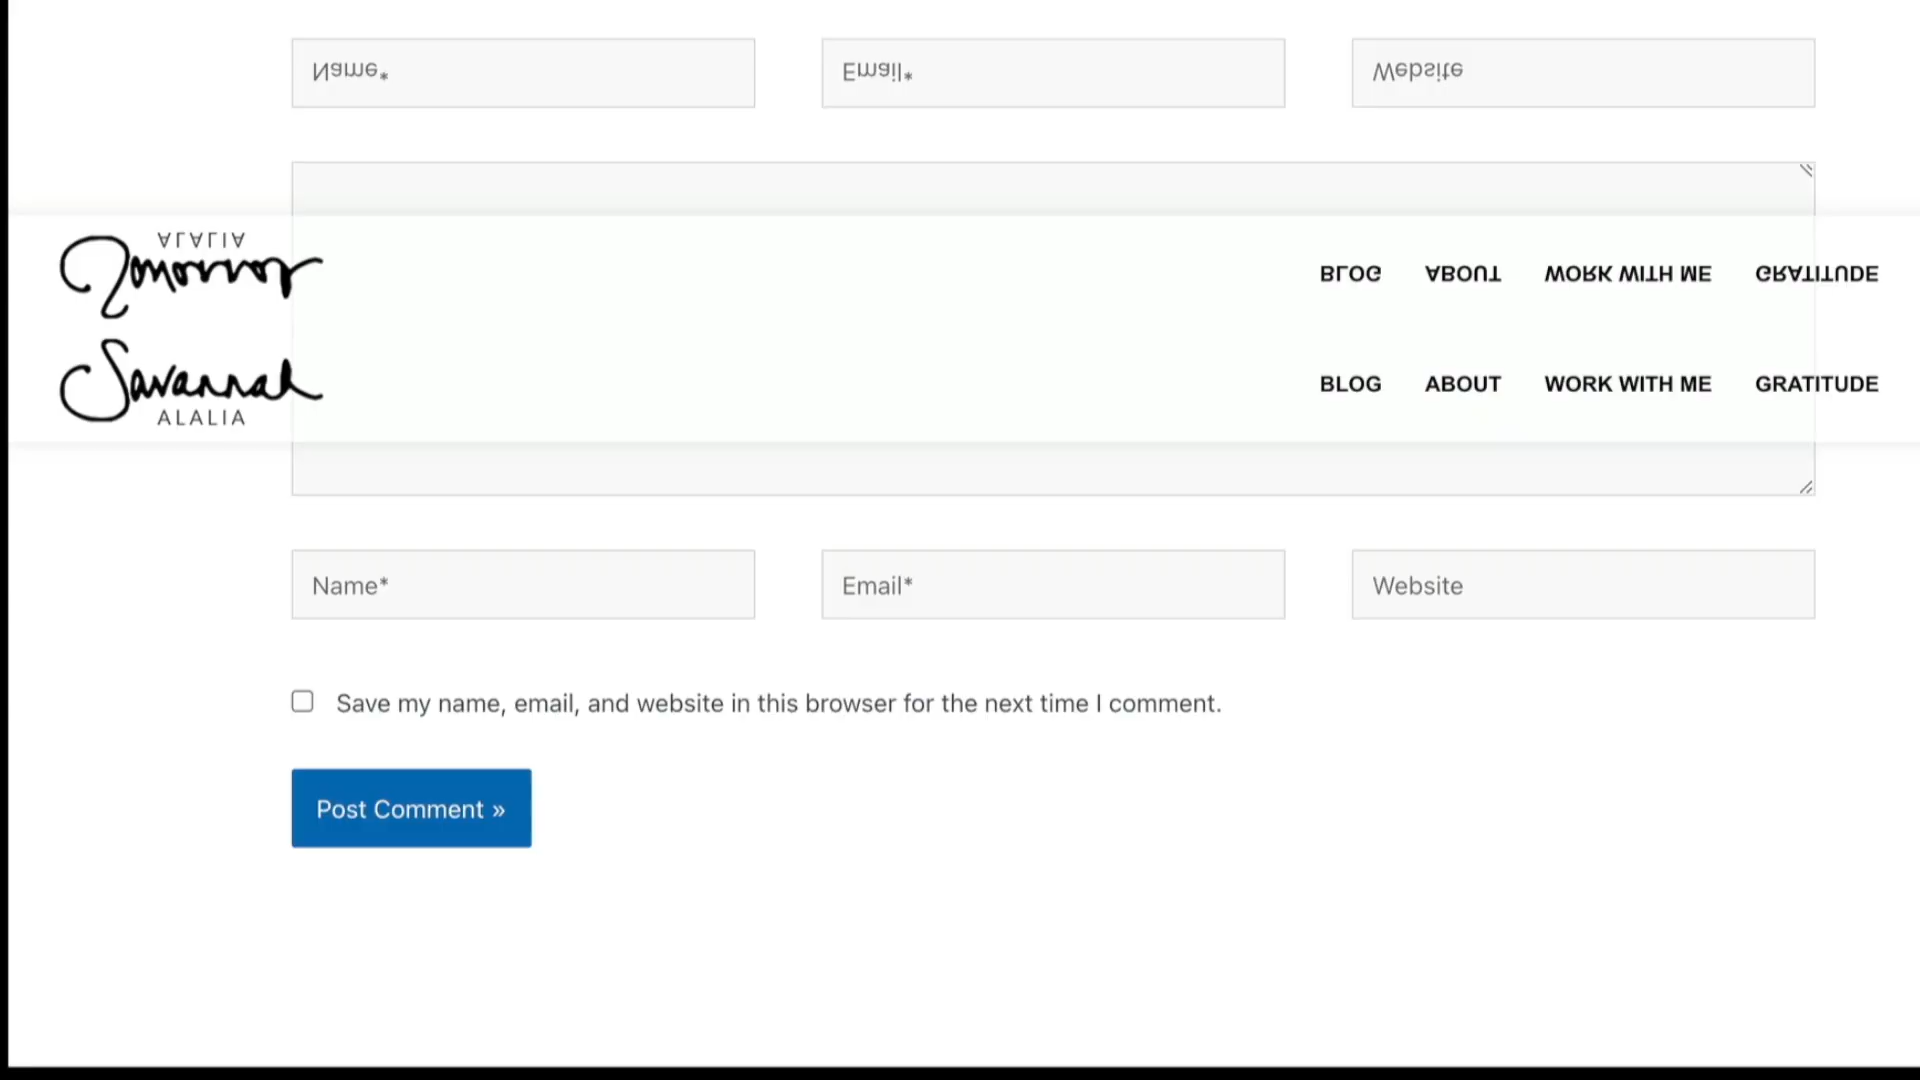 Name* Email* Website
ALALIA
Savannah
BLOG ABOUT WORK WITH ME GRATITUDE
Savannah
BLOG ABOUT WORK WITH ME GRATITUDE
ALALIA
Name* Email* Website
Save my name, email, and website in this browser for the next time I comment.
Post Comment »